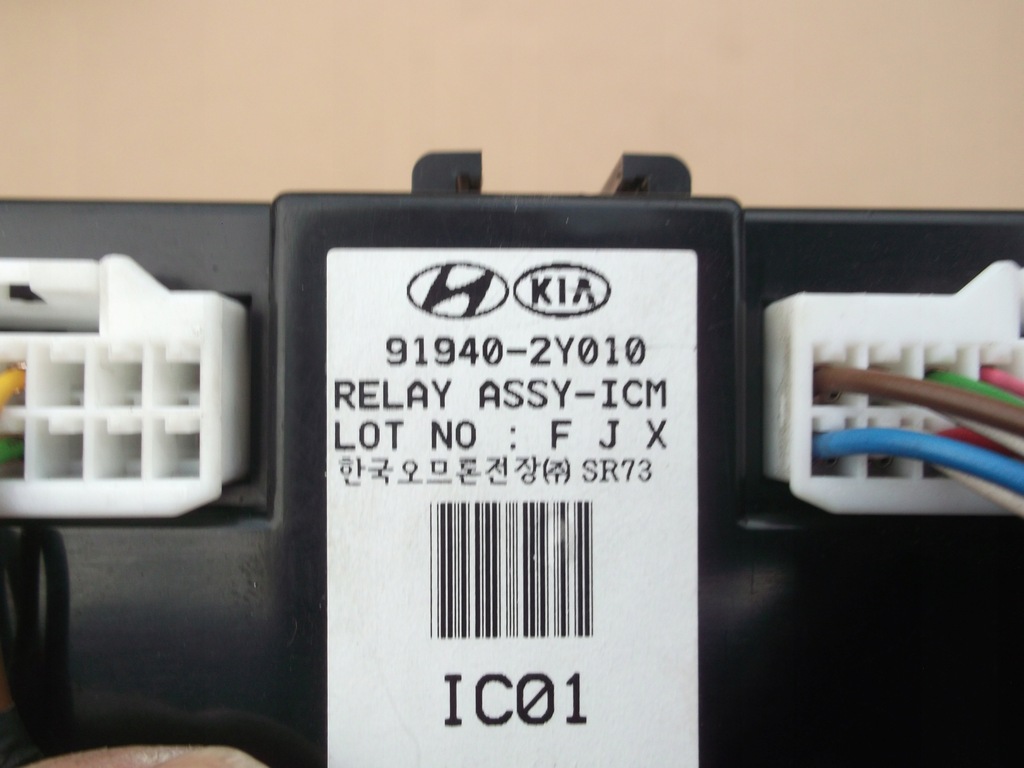 KIA
91940-2Y010
RELAY ASSY-ICM
LOT NO : F J X
한국오므론전장㈜ SR73
IC01